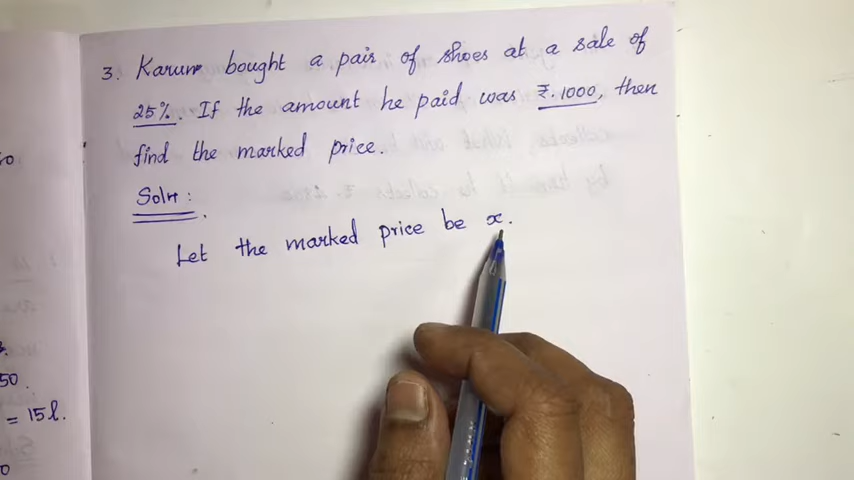 3. Karun bought a pair of shoes at a sale of
25%. If the amount he paid was ₹.1000, then
find the marked price.
Soln :
Let the marked price be x.
50.
= 15 l.